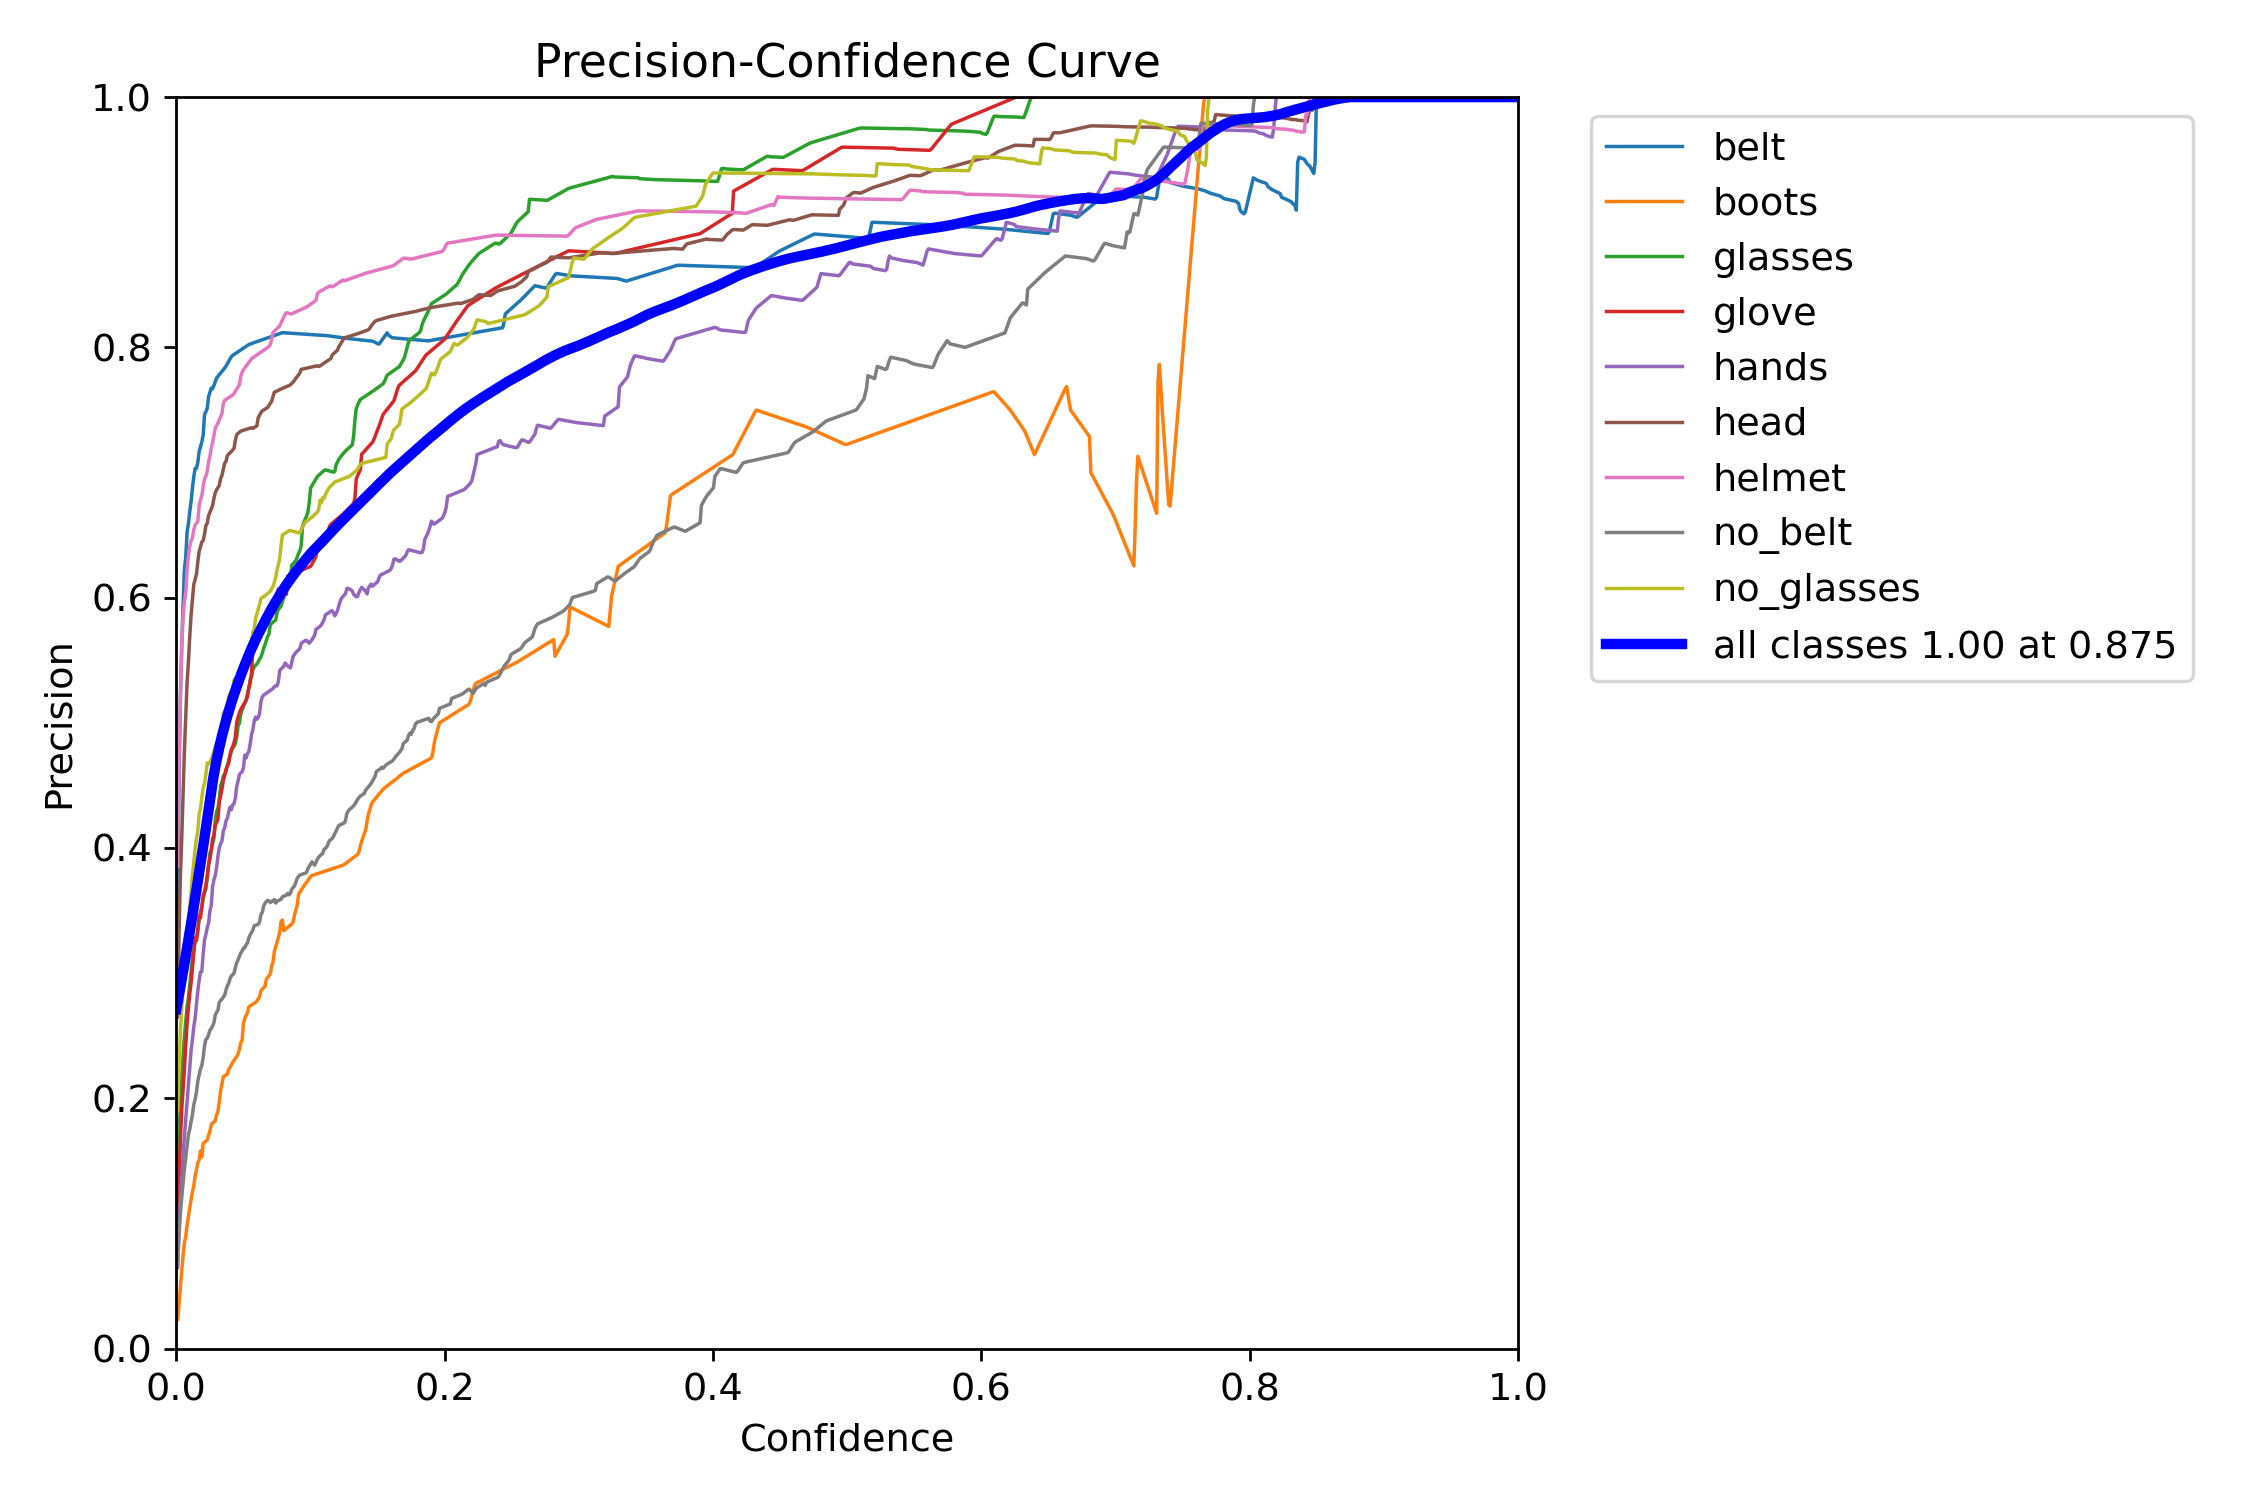 Precision-Confidence Curve
1.0
0.8
0.6
0.4
0.2
0.0
Precision
0.0 0.2 0.4 0.6 0.8 1.0
Confidence
belt
boots
glasses
glove
hands
head
helmet
no_belt
no_glasses
all classes 1.00 at 0.875